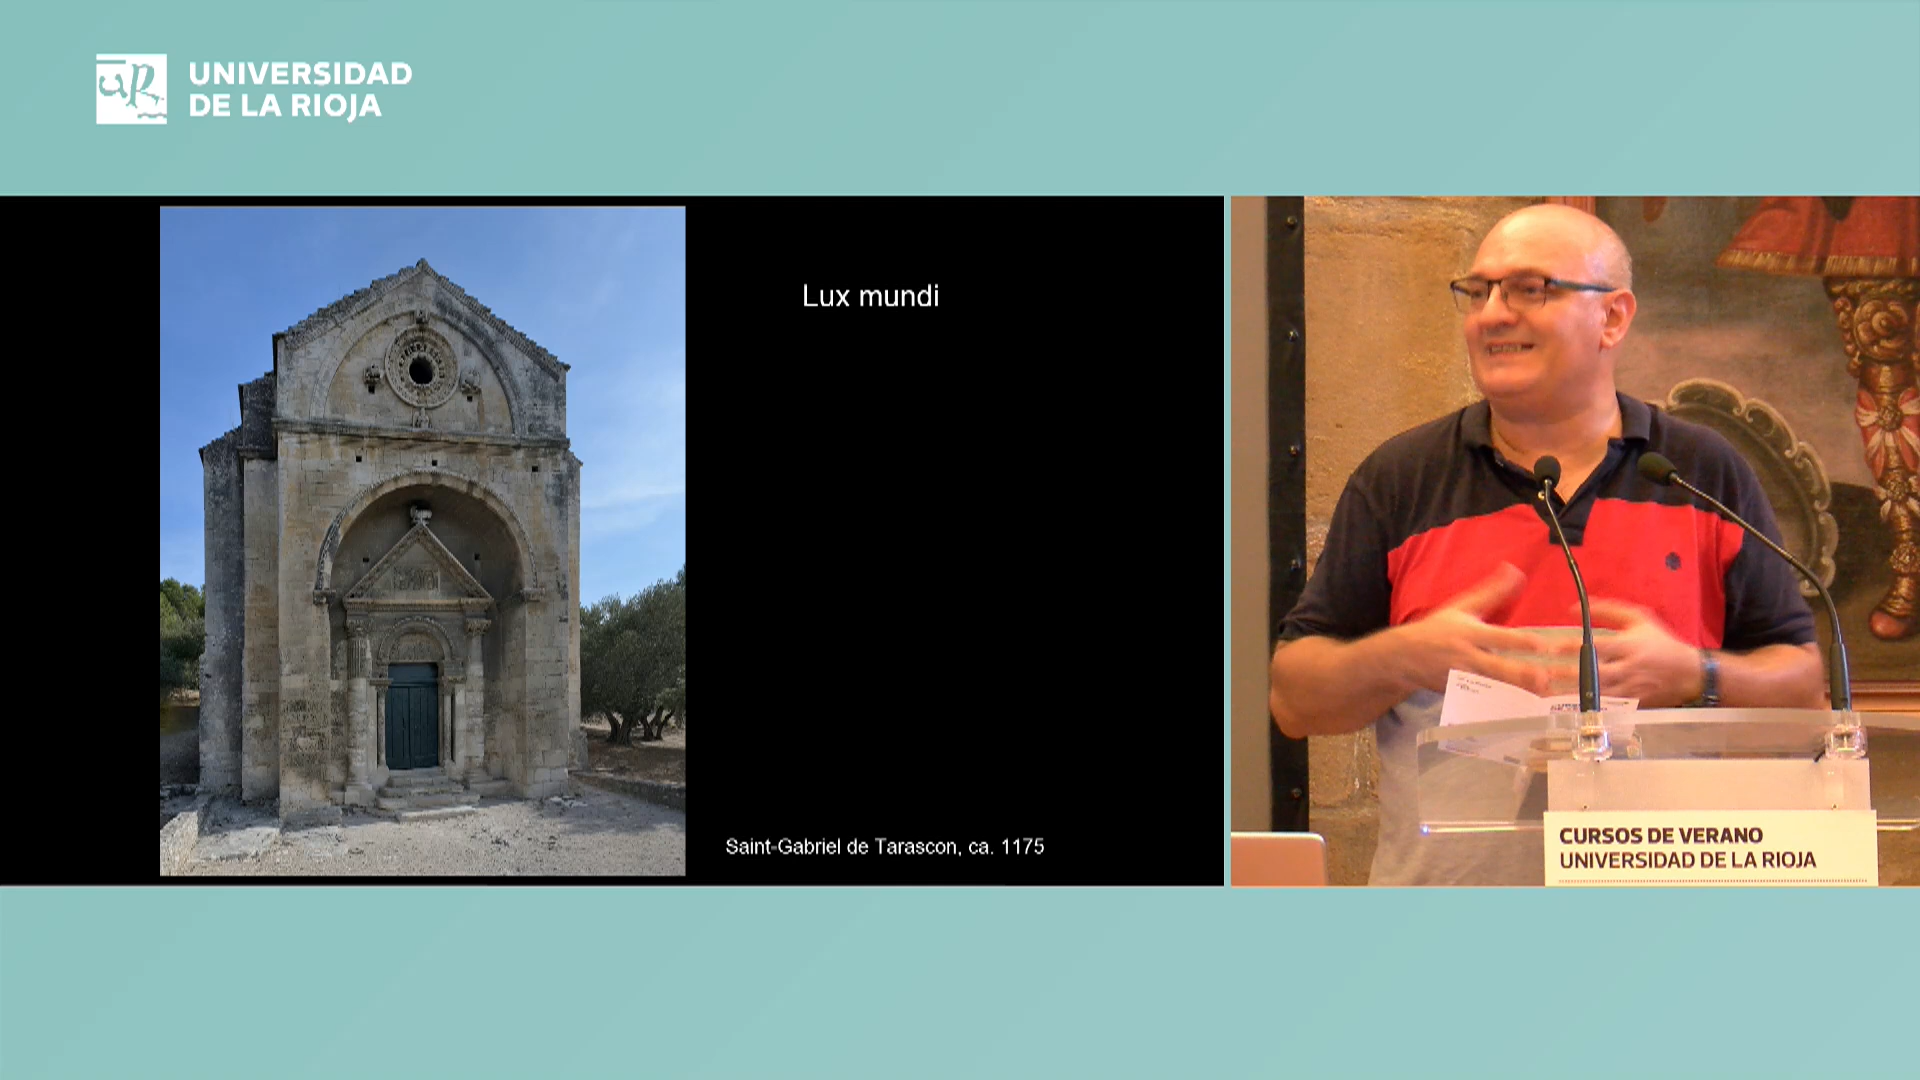 UNIVERSIDAD
DE LA RIOJA
Lux mundi
Saint-Gabriel de Tarascon, ca. 1175
CURSOS DE VERANO
UNIVERSIDAD DE LA RIOJA